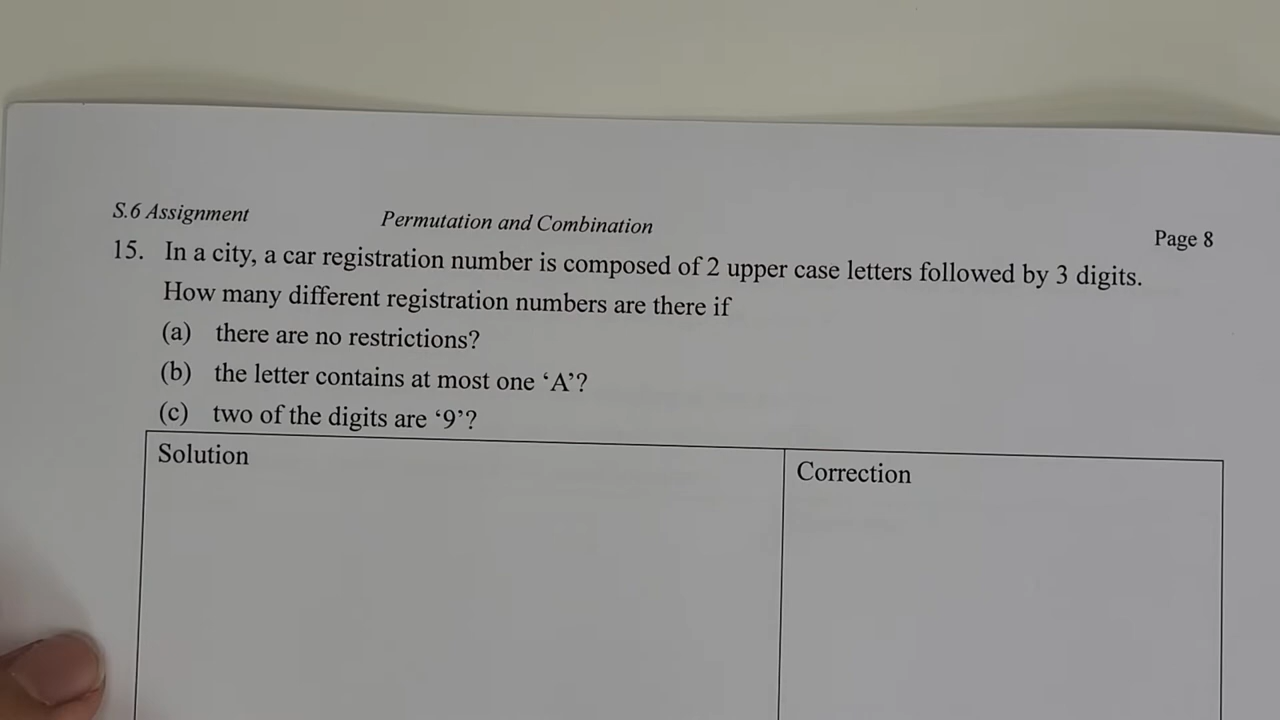 S.6 Assignment Permutation and Combination Page 8
15. In a city, a car registration number is composed of 2 upper case letters followed by 3 digits.
How many different registration numbers are there if
(a) there are no restrictions?
(b) the letter contains at most one ‘A’?
(c) two of the digits are ‘9’?
Solution Correction